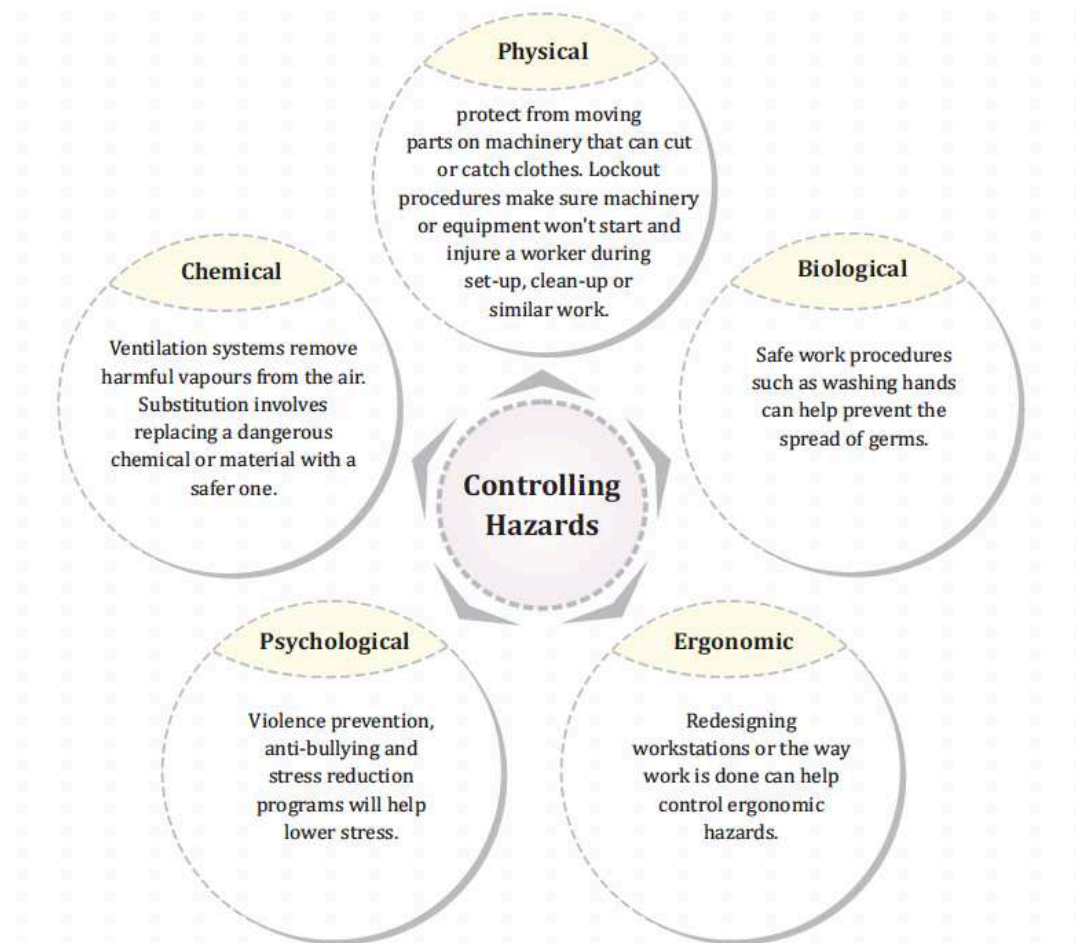 Physical
protect from moving
parts on machinery that can cut
or catch clothes. Lockout
procedures make sure machinery
or equipment won't start and
injure a worker during
set-up, clean-up or
similar work.
Chemical
Ventilation systems remove
harmful vapours from the air.
Substitution involves
replacing a dangerous
chemical or material with a
safer one.
Biological
Safe work procedures
such as washing hands
can help prevent the
spread of germs.
Controlling
Hazards
Psychological
Violence prevention,
anti-bullying and
stress reduction
programs will help
lower stress.
Ergonomic
Redesigning
workstations or the way
work is done can help
control ergonomic
hazards.